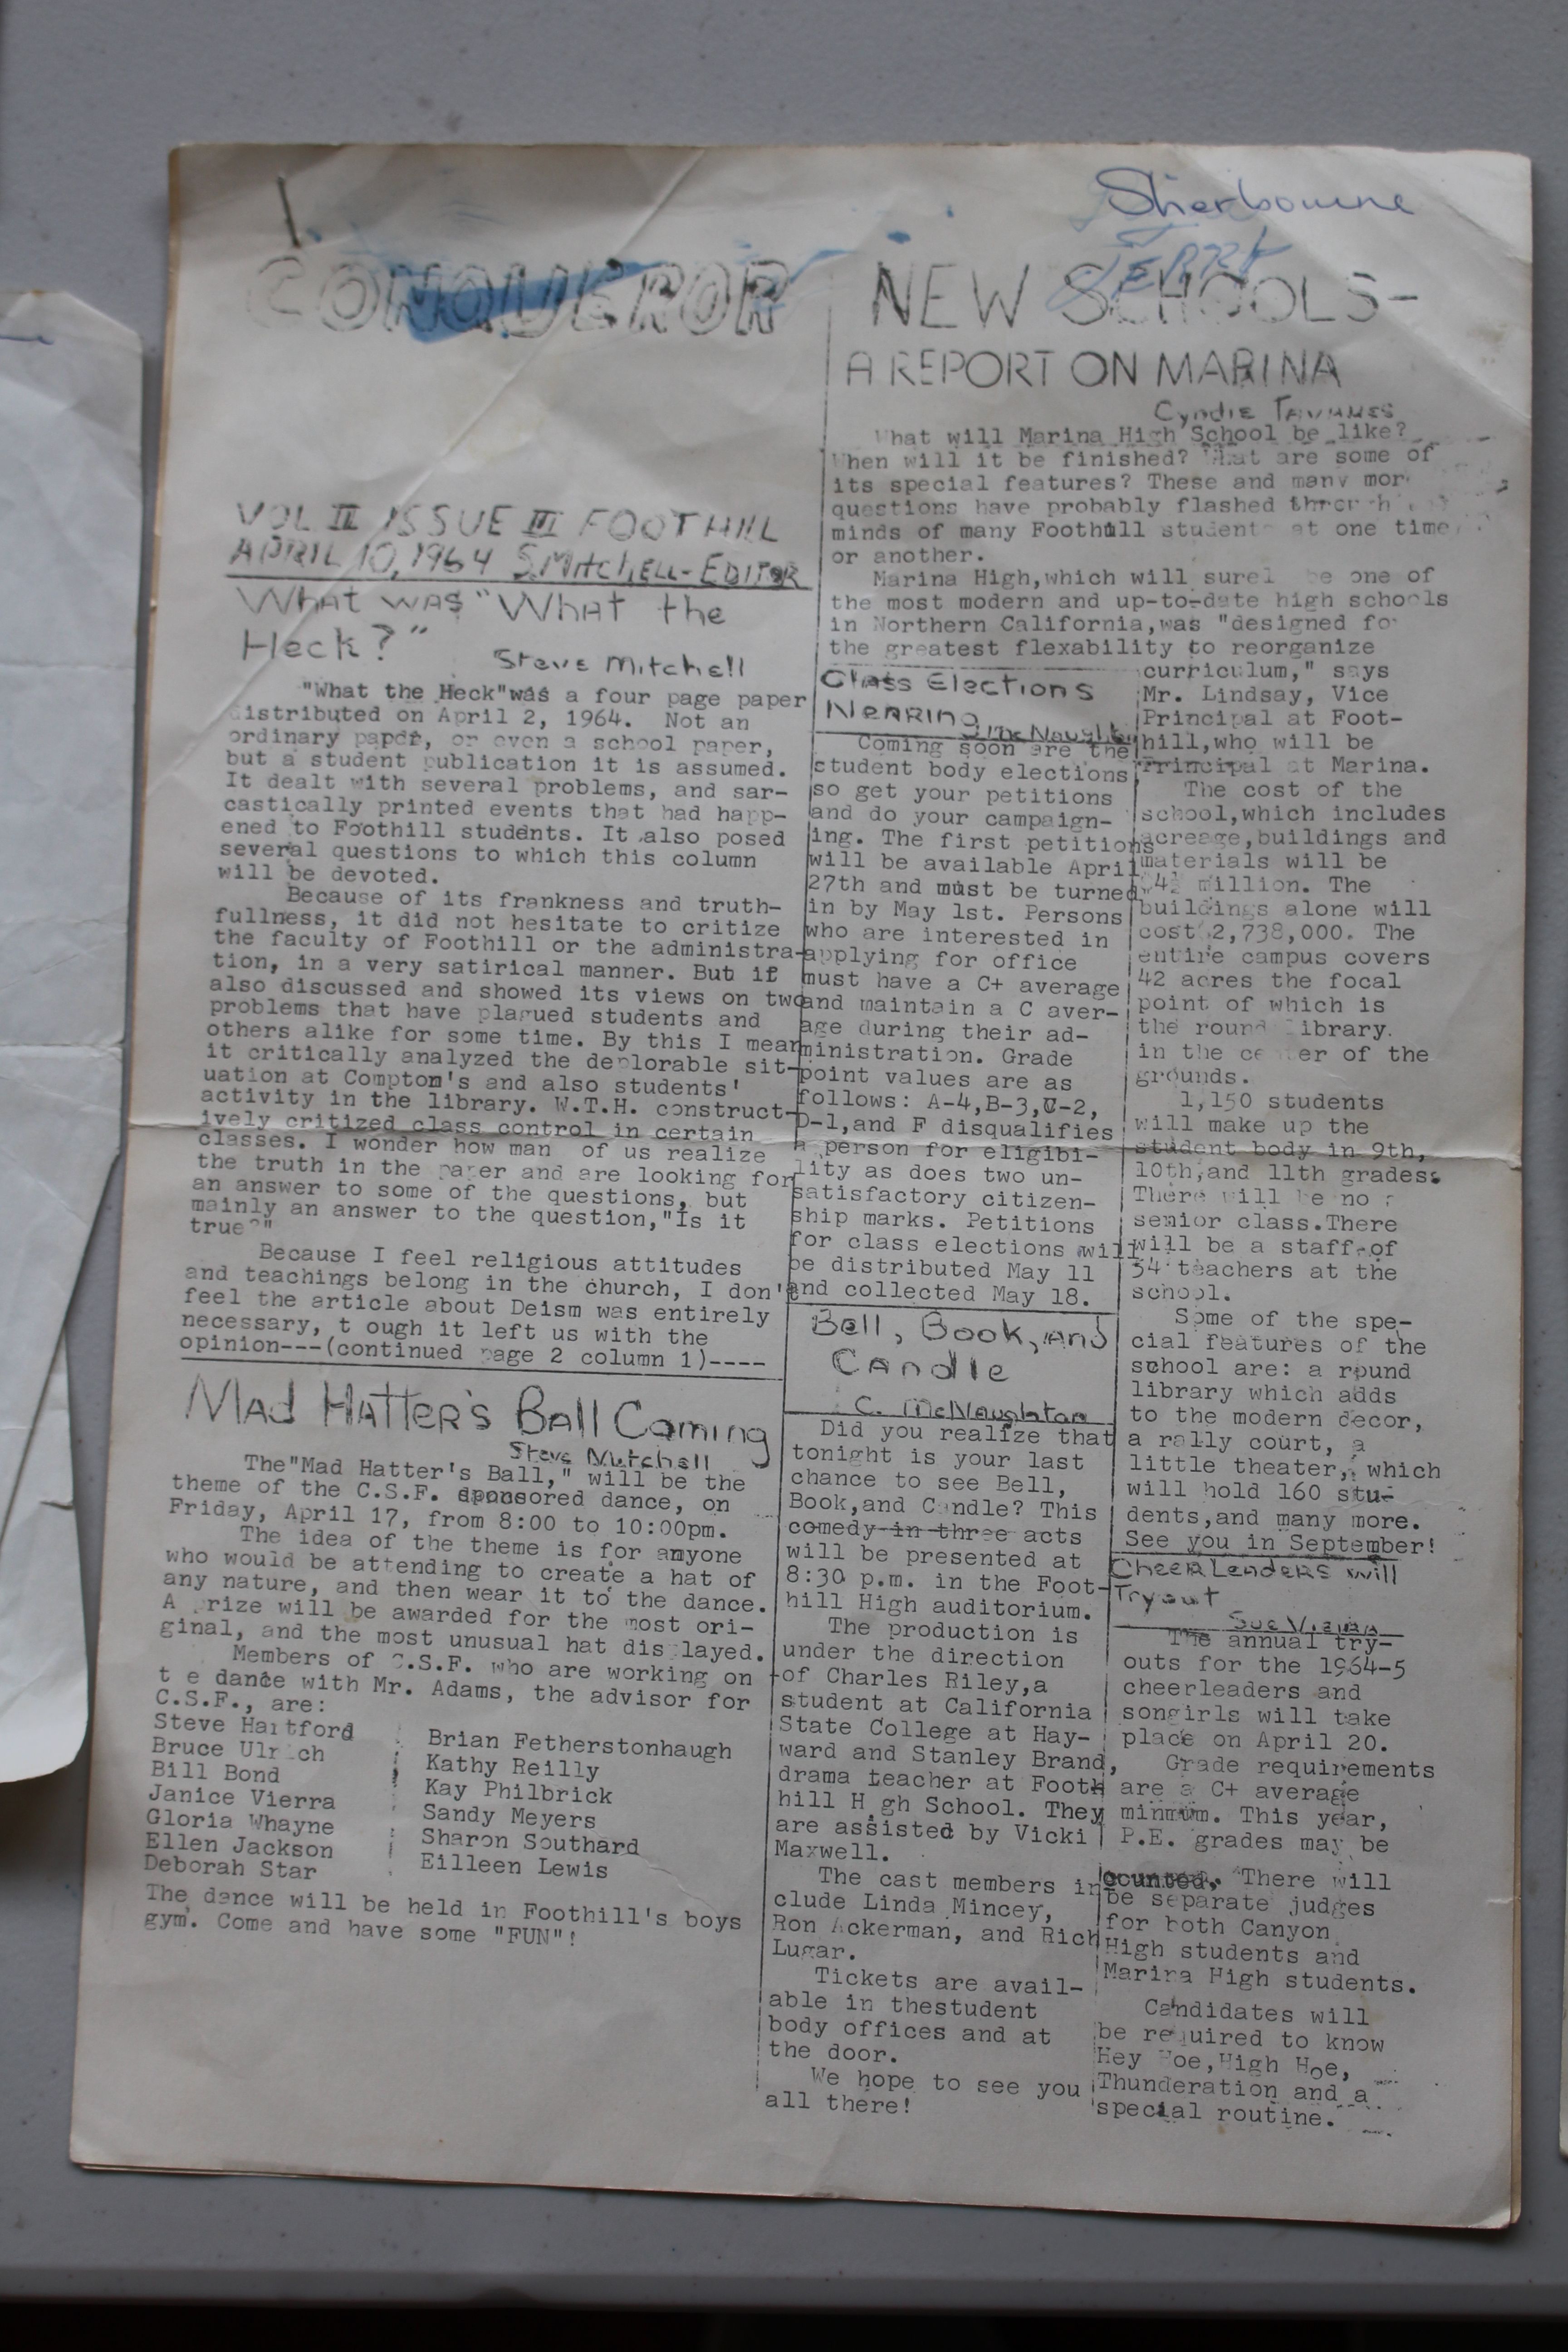 Sherbourne
CONQUEROR
VOL II ISSUE III FOOTHILL
APRIL 10, 1964 S. MITCHELL-EDITOR
WHAT WAS "WHAT the
Heck?"
Steve Mitchell
"What the Heck"was a four page paper
istributed on April 2, 1964. Not an
ordinary paper, or even a school paper,
but a student publication it is assumed.
It dealt with several problems, and sar-
castically printed events that had happ-
ened to Foothill students. It also posed
several questions to which this column
will be devoted.
Because of its frankness and truth-
fullness, it did not hesitate to critize
the faculty of Foothill or the administra-
tion, in a very satirical manner. But if
also discussed and showed its views on two
problems that have plagued students and
others alike for some time. By this I mean
it critically analyzed the deplorable sit-
uation at Compton's and also students'
activity in the library. W.T.H. construct-
ively critized class control in certain
classes. I wonder how man of us realize
the truth in the paper and are looking for
an answer to some of the questions, but
mainly an answer to the question,"Is it
true?"
Because I feel religious attitudes
and teachings belong in the church, I don't
feel the article about Deism was entirely
necessary, t ough it left us with the
opinion---(continued page 2 column 1)----
MAd HATTER'S BAll Coming
Steve Mitchell
The"Mad Hatter's Ball," will be the
theme of the C.S.F. sponsored dance, on
Friday, April 17, from 8:00 to 10:00pm.
The idea of the theme is for anyone
who would be attending to create a hat of
any nature, and then wear it to the dance.
A prize will be awarded for the most ori-
ginal, and the most unusual hat dis layed.
Members of C.S.F. who are working on
t e dance with Mr. Adams, the advisor for
C.S.F., are:
Steve Hartford
Bruce Ulrich
Bill Bond
Janice Vierra
Gloria Whayne
Ellen Jackson
Deborah Star
Brian Fetherstonhaugh
Kathy Reilly
Kay Philbrick
Sandy Meyers
Sharon Southard
Eilleen Lewis
The dance will be held in Foothill's boys
gym. Come and have some "FUN"!
NEW SCHOOLS-
A REPORT ON MARINA
Cyndie
What will Marina High School be like?
When will it be finished? What are some of
its special features? These and many mor
questions have probably flashed through
minds of many Foothill students at one time
or another.
Marina High,which will surel be one of
the most modern and up-to-date high schools
in Northern California,was "designed for
the greatest flexability to reorganize
curriculum," says
Mr. Lindsay, Vice
Principal at Foot-
hill,who will be
Principal at Marina.
The cost of the
school,which includes
acreage,buildings and
materials will be
million. The
buildings alone will
cost 2,738,000. The
entire campus covers
42 acres the focal
point of which is
the round library.
in the center of the
grounds.
1,150 students
will make up the
student body in 9th,
10th,and 11th grades.
There will be no
senior class.There
will be a staff of
54 teachers at the
school.
Some of the spe-
cial features of the
school are: a round
library which adds
to the modern decor,
a rally court, a
little theater, which
will hold 160 stu-
dents,and many more.
See you in September!
Class Elections
Nearing
McNaughton
Coming soon are the
student body elections
so get your petitions
and do your campaign-
ing. The first petitions
will be available April
27th and must be turned
in by May 1st. Persons
who are interested in
applying for office
must have a C+ average
and maintain a C aver-
age during their ad-
ministration. Grade
point values are as
follows: A-4,B-3,C-2,
D-1,and F disqualifies
a person for eligibi-
lity as does two un-
satisfactory citizen-
ship marks. Petitions
for class elections will
be distributed May 11
and collected May 18.
Bell, Book, And
Candle
C. McNaughton
Did you realize that
tonight is your last
chance to see Bell,
Book,and Candle? This
comedy in three acts
will be presented at
8:30 p.m. in the Foot-
hill High auditorium.
The production is
under the direction
of Charles Riley,a
student at California
State College at Hay-
ward and Stanley Brand,
drama teacher at Foot
hill High School. They
are assisted by Vicki
Maxwell.
The cast members in
clude Linda Mincey,
Ron Ackerman, and Rich
Lugar.
Tickets are avail-
able in thestudent
body offices and at
the door.
We hope to see you
all there!
CheerLeaders will
Tryout
Sue
The annual try-
outs for the 1964-5
cheerleaders and
songirls will take
place on April 20.
Grade requirements
are a C+ average
minmum. This year,
P.E. grades may be
counted. There will
be separate judges
for both Canyon
High students and
Marina High students.
Candidates will
be required to know
Hey Hoe,High Hoe,
Thunderation and a
special routine.